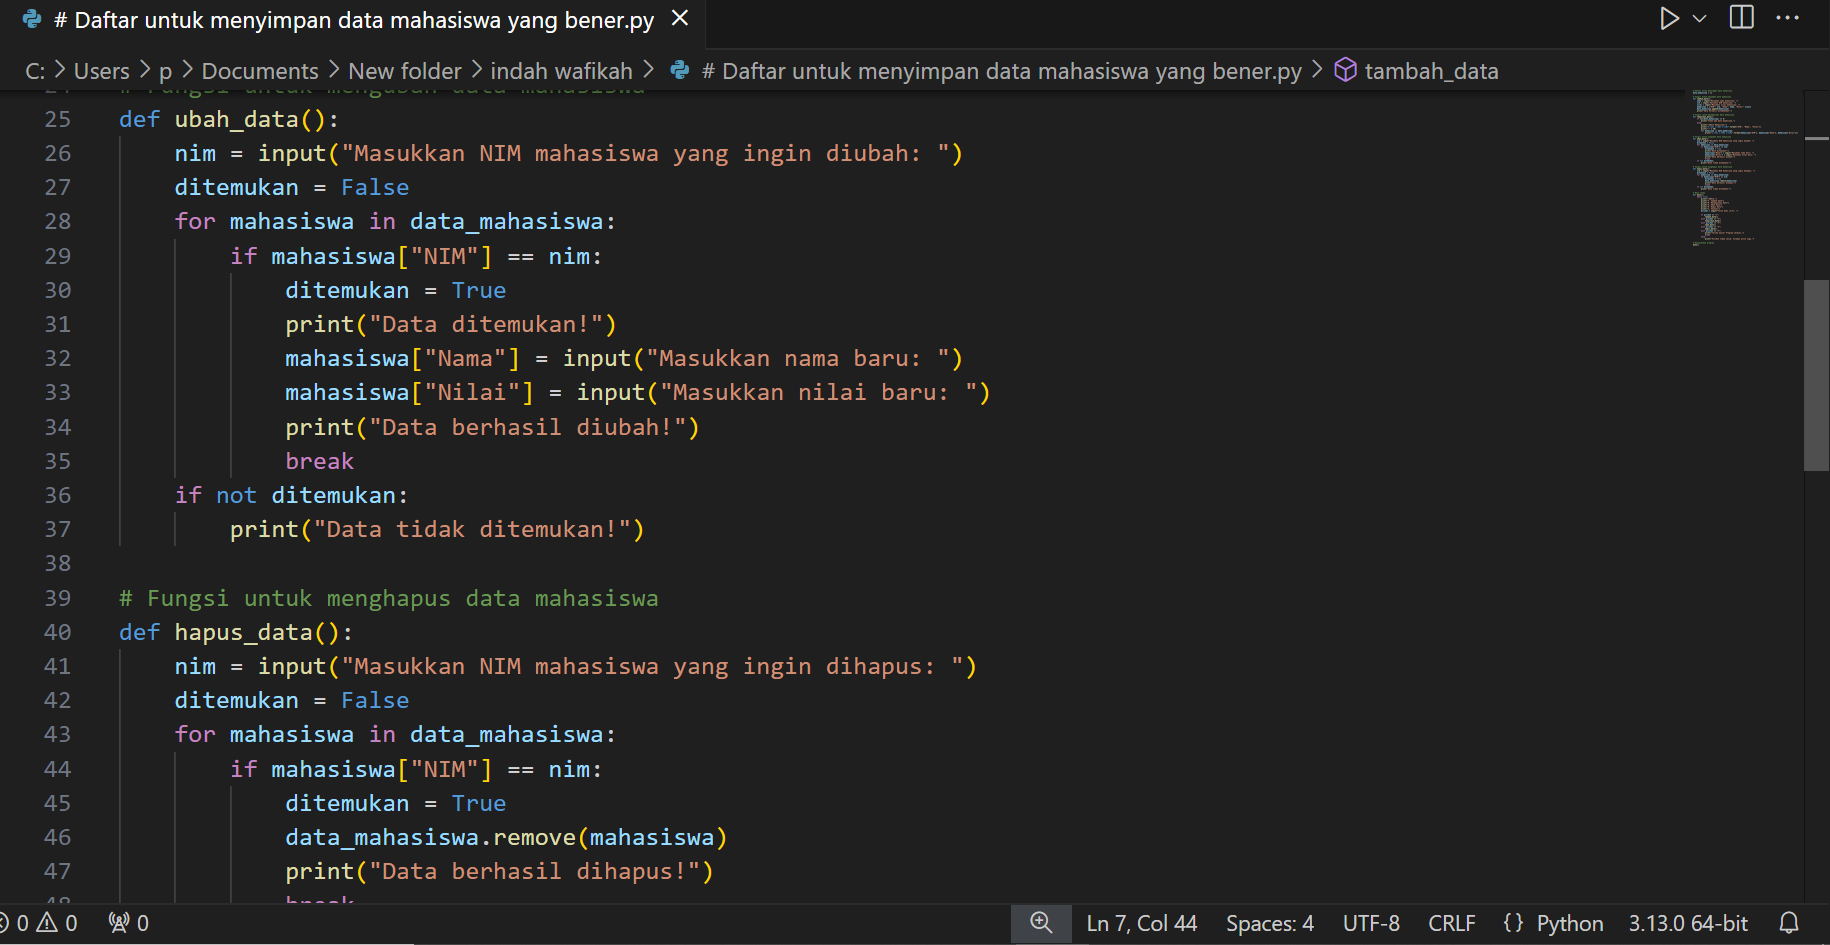 # Daftar untuk menyimpan data mahasiswa yang bener.py
C: > Users > p > Documents > New folder > indah wafikah > # Daftar untuk menyimpan data mahasiswa yang bener.py > tambah_data
25 def ubah_data():
26     nim = input("Masukkan NIM mahasiswa yang ingin diubah: ")
27     ditemukan = False
28     for mahasiswa in data_mahasiswa:
29         if mahasiswa["NIM"] == nim:
30             ditemukan = True
31             print("Data ditemukan!")
32             mahasiswa["Nama"] = input("Masukkan nama baru: ")
33             mahasiswa["Nilai"] = input("Masukkan nilai baru: ")
34             print("Data berhasil diubah!")
35             break
36     if not ditemukan:
37         print("Data tidak ditemukan!")
38
39 # Fungsi untuk menghapus data mahasiswa
40 def hapus_data():
41     nim = input("Masukkan NIM mahasiswa yang ingin dihapus: ")
42     ditemukan = False
43     for mahasiswa in data_mahasiswa:
44         if mahasiswa["NIM"] == nim:
45             ditemukan = True
46             data_mahasiswa.remove(mahasiswa)
47             print("Data berhasil dihapus!")
0 0 0 Ln 7, Col 44 Spaces: 4 UTF-8 CRLF {} Python 3.13.0 64-bit